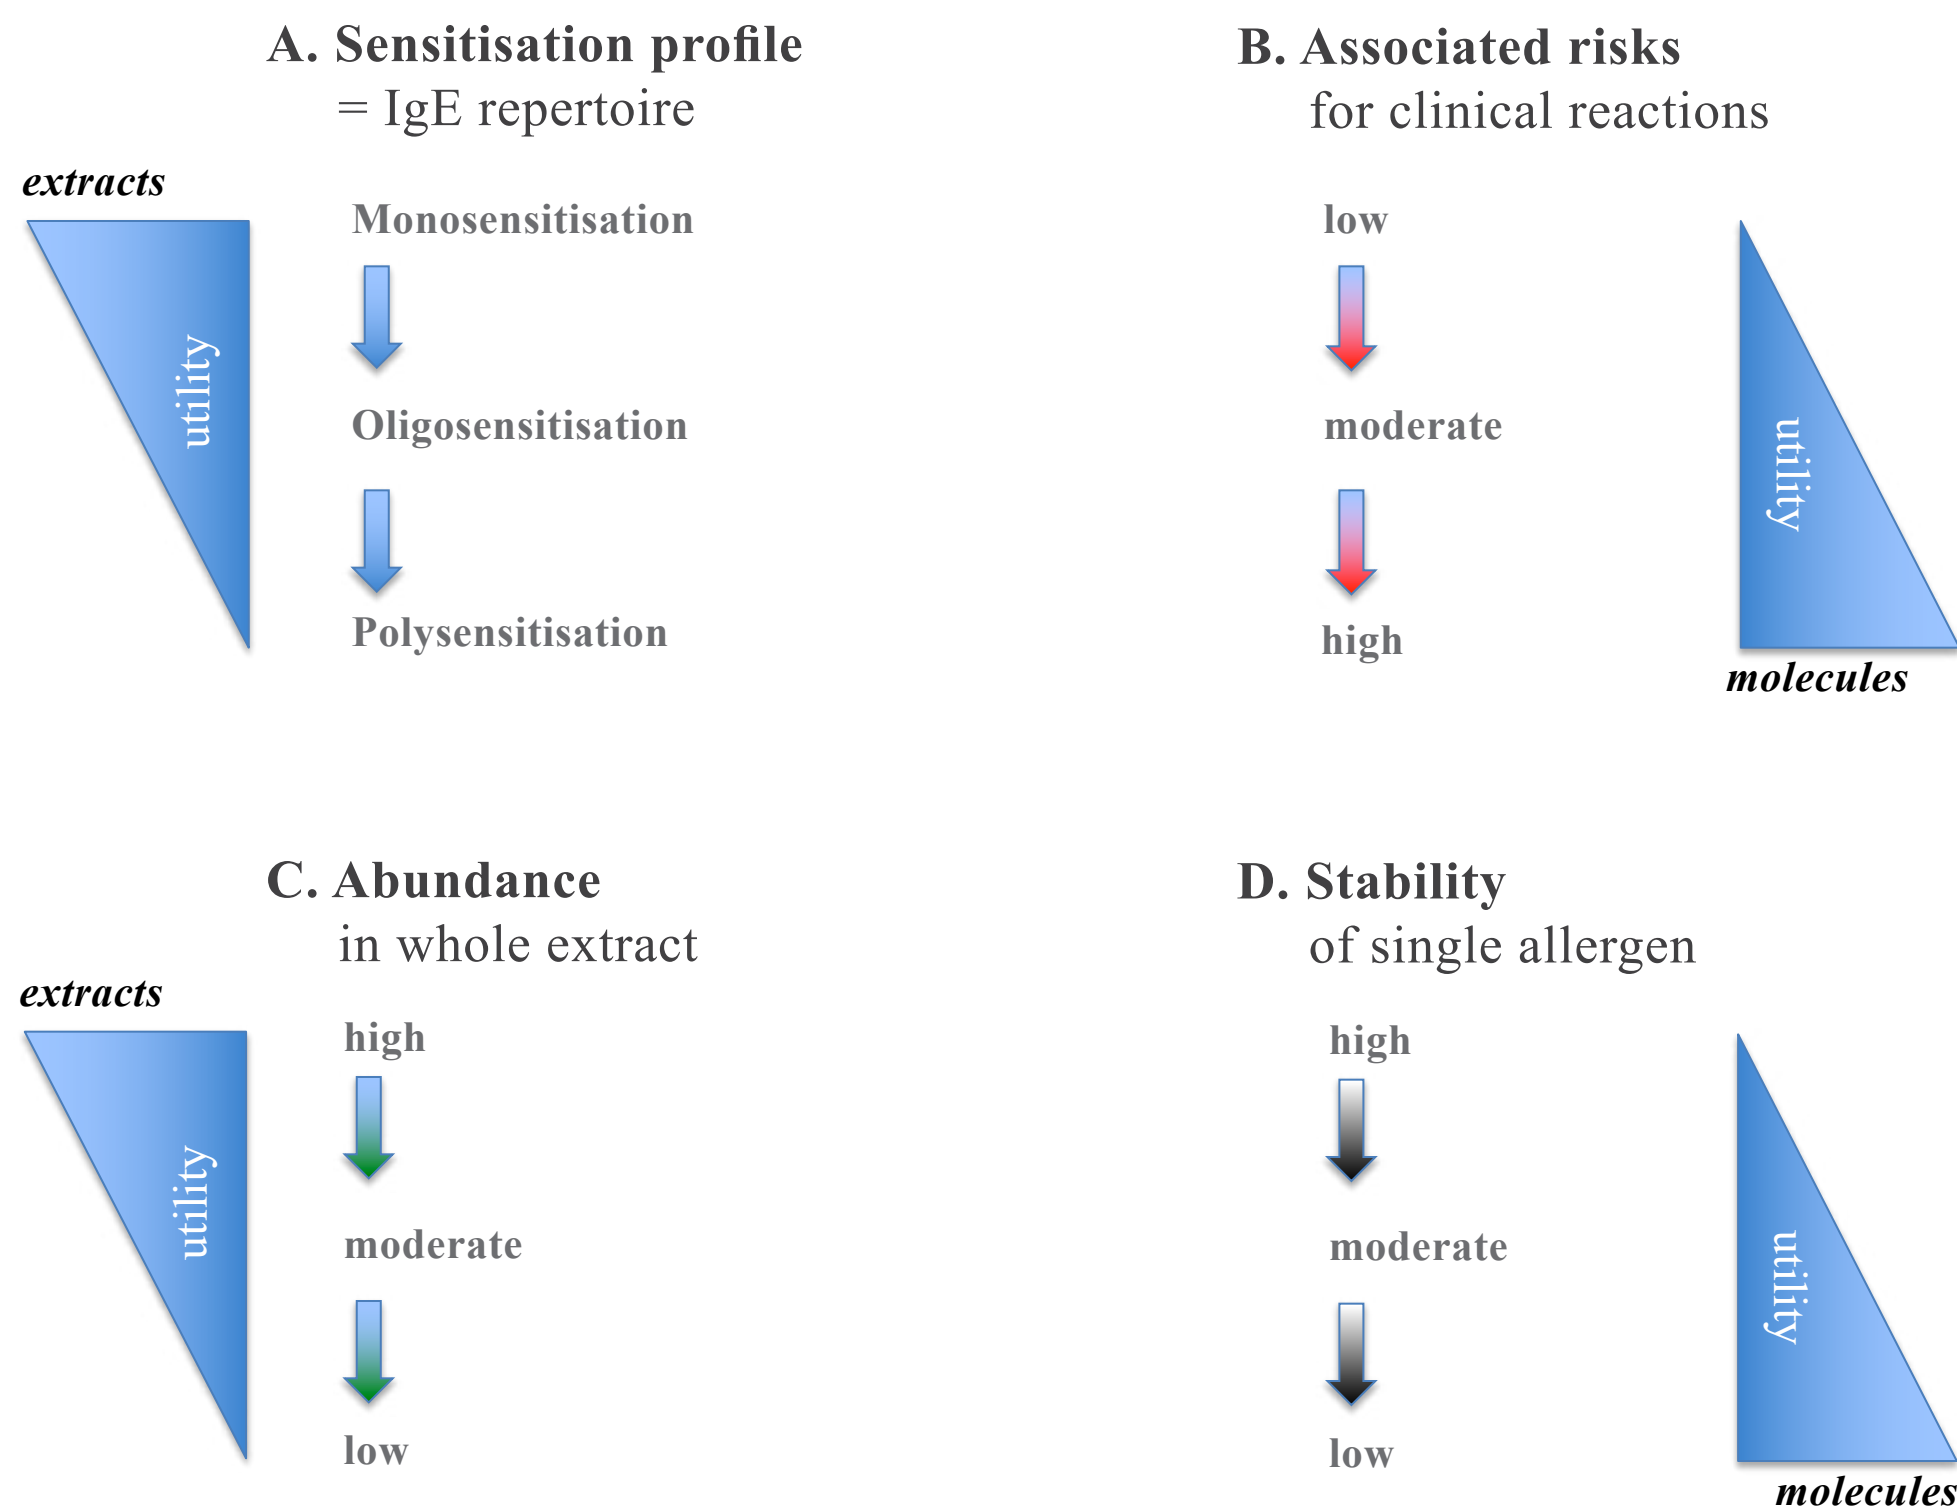 A. Sensitisation profile
= IgE repertoire
extracts
utility
Monosensitisation
Oligosensitisation
Polysensitisation
B. Associated risks
for clinical reactions
low
moderate
high
utility
molecules
C. Abundance
in whole extract
extracts
utility
high
moderate
low
D. Stability
of single allergen
high
moderate
low
utility
molecules